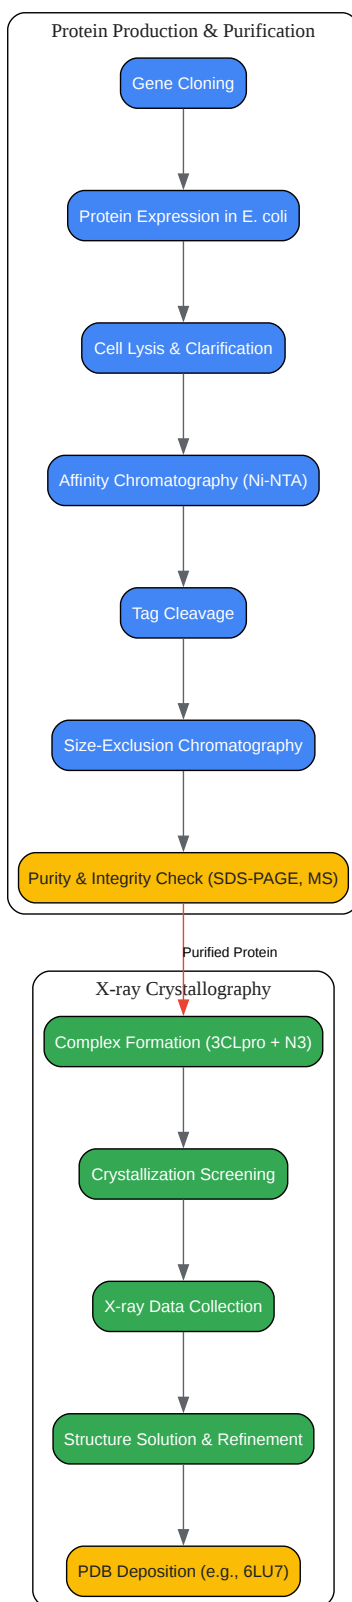 Protein Production & Purification
Gene Cloning
Protein Expression in E. coli
Cell Lysis & Clarification
Affinity Chromatography (Ni-NTA)
Tag Cleavage
Size-Exclusion Chromatography
Purity & Integrity Check (SDS-PAGE, MS)
Purified Protein
X-ray Crystallography
Complex Formation (3CLpro + N3)
Crystallization Screening
X-ray Data Collection
Structure Solution & Refinement
PDB Deposition (e.g., 6LU7)